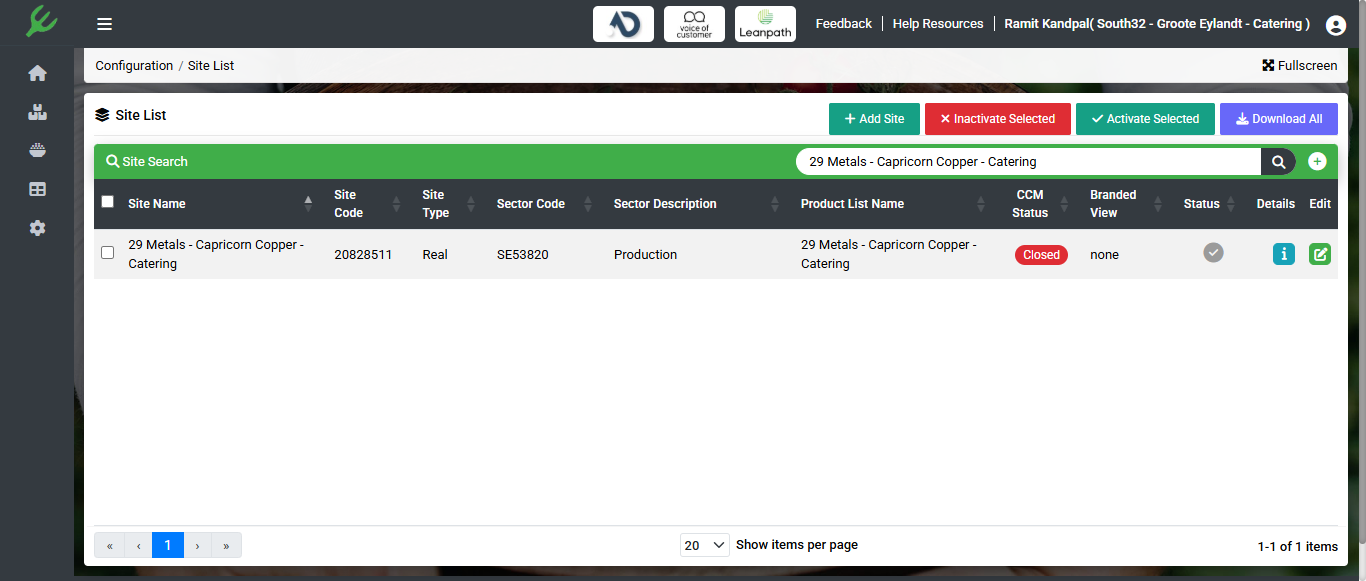 voice of
customer
Leanpath
Feedback
Help Resources
Ramit Kandpal( South32 - Groote Eylandt - Catering )
Configuration / Site List
Fullscreen
Site List
Add Site
Inactivate Selected
Activate Selected
Download All
Site Search
29 Metals - Capricorn Copper - Catering
Site Name
Site
Code
Site
Type
Sector Code
Sector Description
Product List Name
CCM
Status
Branded
View
Status
Details
Edit
29 Metals - Capricorn Copper -
Catering
20828511
Real
SE53820
Production
29 Metals - Capricorn Copper -
Catering
Closed
none
« ‹ 1 › »
20
Show items per page
1-1 of 1 items